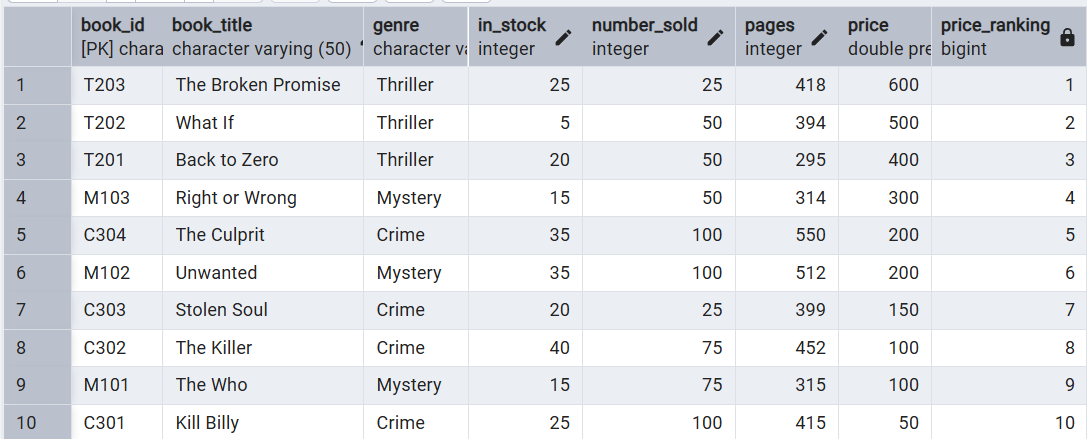 book_id book_title genre in_stock number_sold pages price price_ranking
[PK] chara character varying (50) character va integer integer integer double pre bigint
1 T203 The Broken Promise Thriller 25 25 418 600 1
2 T202 What If Thriller 5 50 394 500 2
3 T201 Back to Zero Thriller 20 50 295 400 3
4 M103 Right or Wrong Mystery 15 50 314 300 4
5 C304 The Culprit Crime 35 100 550 200 5
6 M102 Unwanted Mystery 35 100 512 200 6
7 C303 Stolen Soul Crime 20 25 399 150 7
8 C302 The Killer Crime 40 75 452 100 8
9 M101 The Who Mystery 15 75 315 100 9
10 C301 Kill Billy Crime 25 100 415 50 10